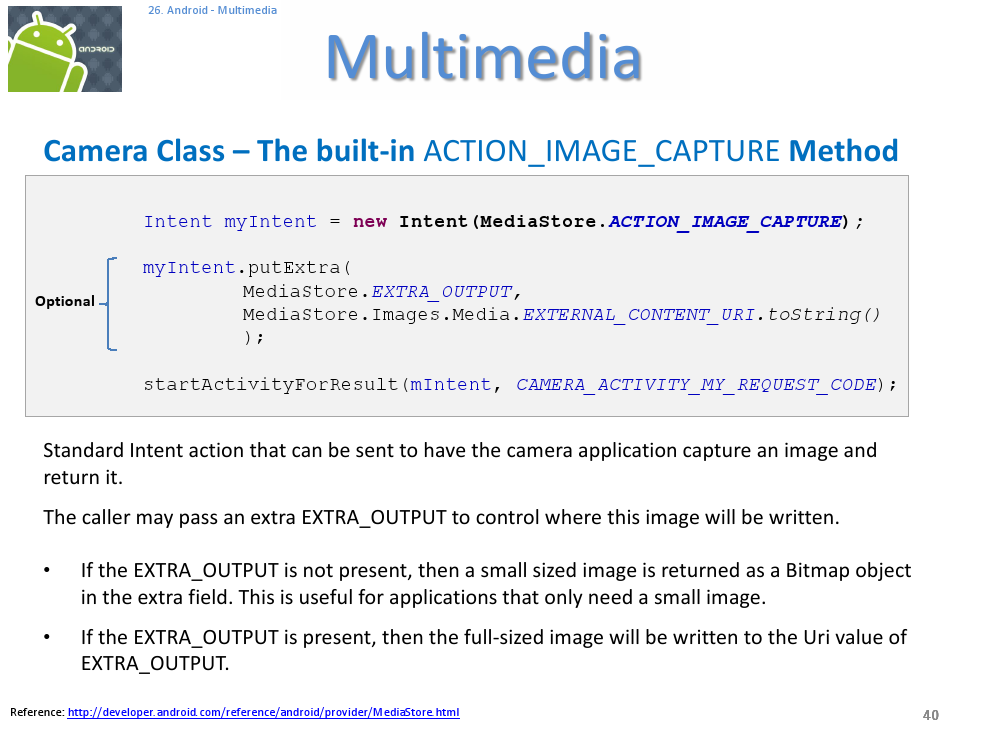 26. Android - Multimedia
ANDROID
Multimedia
Camera Class – The built-in ACTION_IMAGE_CAPTURE Method
Intent myIntent = new Intent(MediaStore.ACTION_IMAGE_CAPTURE);
myIntent.putExtra(
MediaStore.EXTRA_OUTPUT,
Optional
MediaStore.Images.Media.EXTERNAL_CONTENT_URI.toString()
);
startActivityForResult(mIntent, CAMERA_ACTIVITY_MY_REQUEST_CODE);
Standard Intent action that can be sent to have the camera application capture an image and
return it.
The caller may pass an extra EXTRA_OUTPUT to control where this image will be written.
• If the EXTRA_OUTPUT is not present, then a small sized image is returned as a Bitmap object
in the extra field. This is useful for applications that only need a small image.
• If the EXTRA_OUTPUT is present, then the full-sized image will be written to the Uri value of
EXTRA_OUTPUT.
Reference: http://developer.android.com/reference/android/provider/MediaStore.html
40